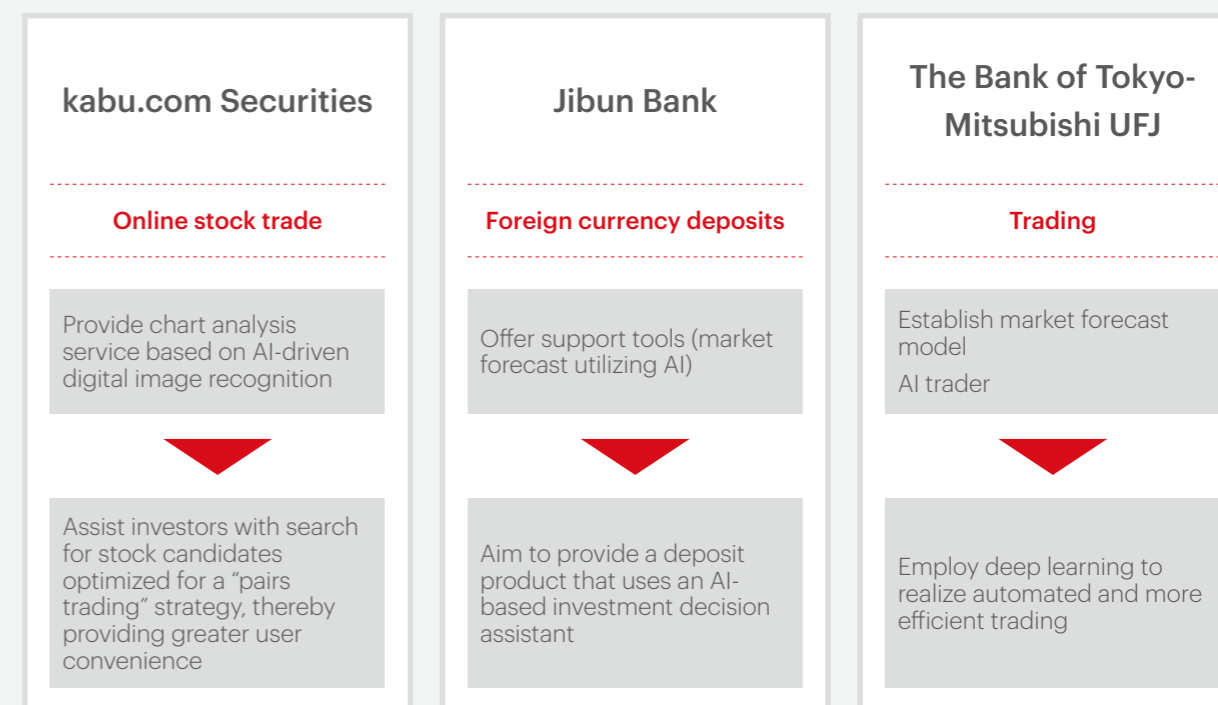 kabu.com Securities
Online stock trade
Provide chart analysis
service based on AI-driven
digital image recognition
Assist investors with search
for stock candidates
optimized for a “pairs
trading” strategy, thereby
providing greater user
convenience
Jibun Bank
Foreign currency deposits
Offer support tools (market
forecast utilizing AI)
Aim to provide a deposit
product that uses an AI-
based investment decision
assistant
The Bank of Tokyo-
Mitsubishi UFJ
Trading
Establish market forecast
model
AI trader
Employ deep learning to
realize automated and more
efficient trading